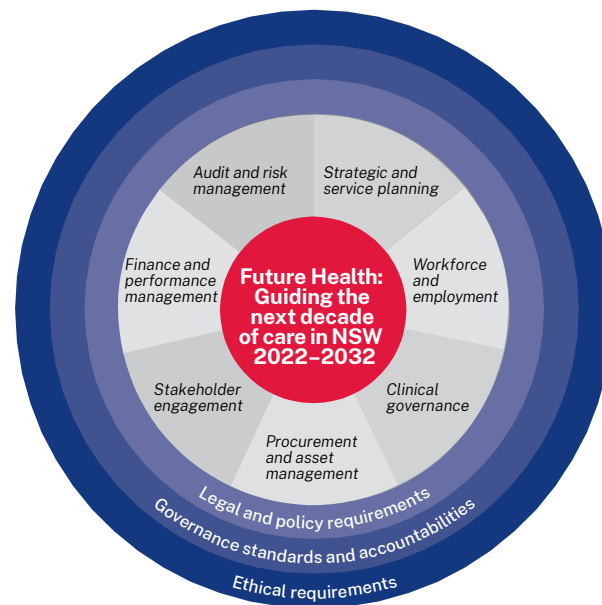 Audit and risk
management
Strategic and
service planning
Finance and
performance
management
Future Health:
Guiding the
next decade
of care in NSW
2022–2032
Workforce
and
employment
Stakeholder
engagement
Clinical
governance
Procurement
and asset
management
Legal and policy requirements
Governance standards and accountabilities
Ethical requirements